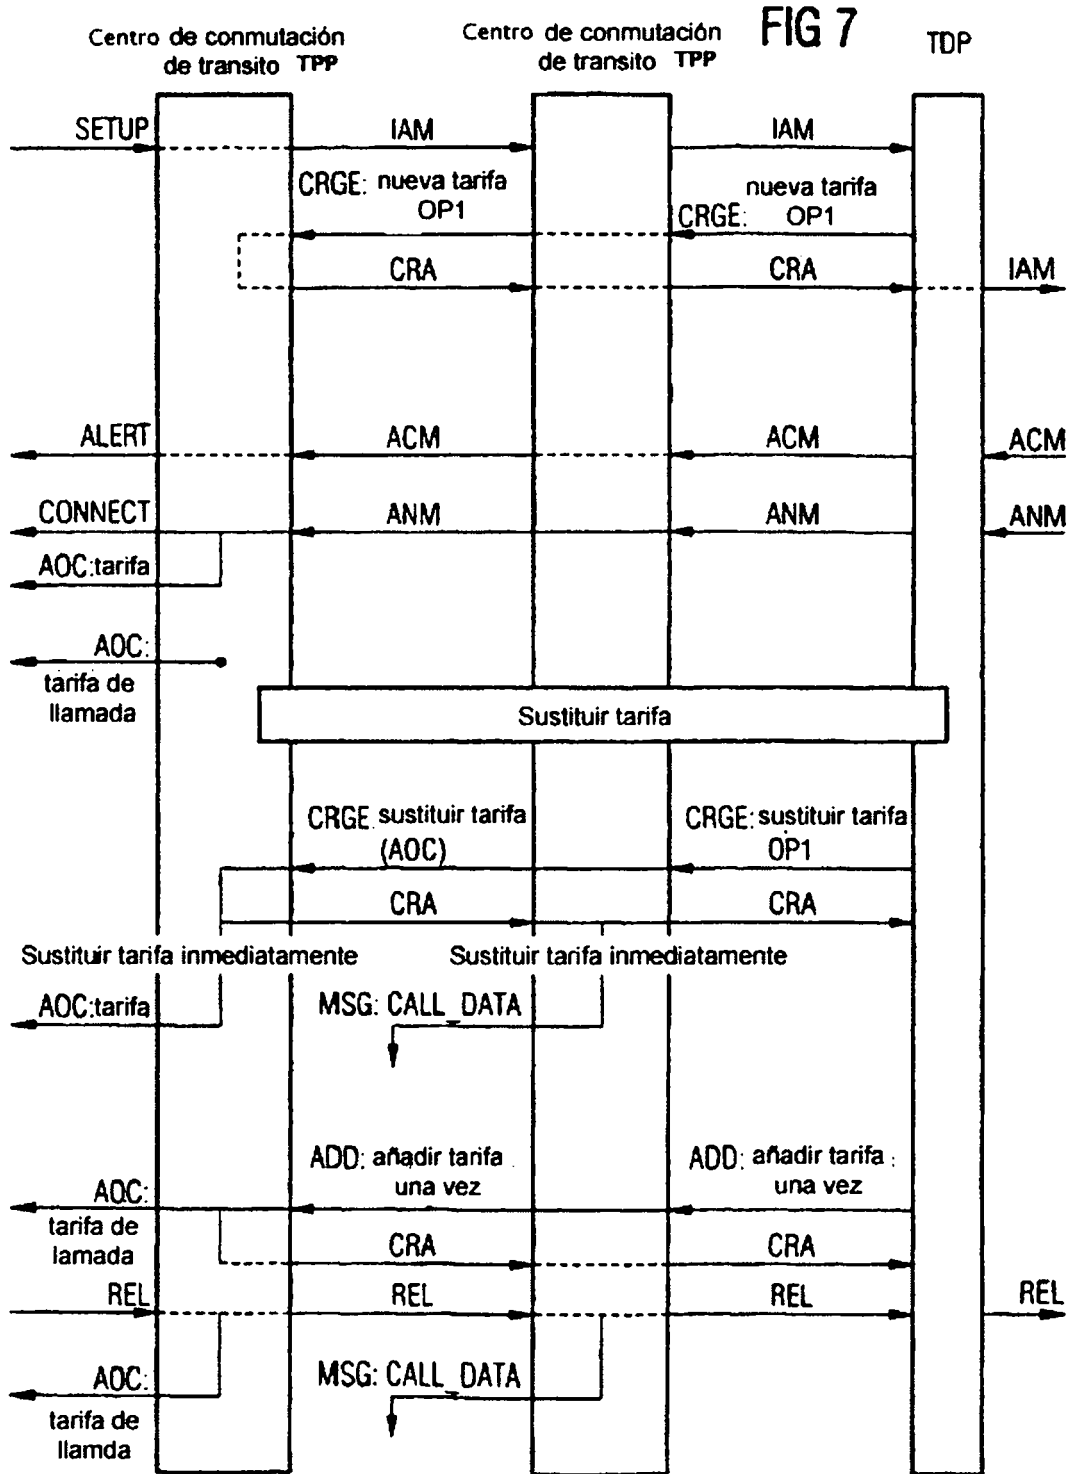 FIG 7
Centro de conmutación
de transito TPP
Centro de conmutación
de transito TPP
TDP
SETUP
IAM
IAM
CRGE: nueva tarifa
OP1
nueva tarifa
CRGE: OP1
CRA
CRA
IAM
ALERT
ACM
ACM
ACM
CONNECT
ANM
ANM
ANM
AOC:tarifa
AOC:
tarifa de
llamada
Sustituir tarifa
CRGE: sustituir tarifa
(AOC)
CRGE: sustituir tarifa
OP1
CRA
CRA
Sustituir tarifa inmediatamente
Sustituir tarifa inmediatamente
AOC:tarifa
MSG: CALL_DATA
ADD: añadir tarifa
una vez
ADD: añadir tarifa
una vez
AOC:
tarifa de
lamada
CRA
CRA
REL
REL
REL
REL
AOC:
tarifa de
llamda
MSG: CALL_DATA